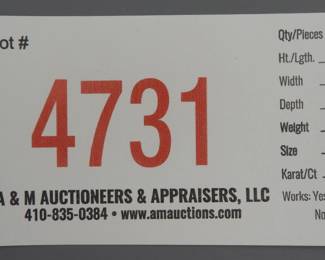 ot #
4731
A & M AUCTIONEERS & APPRAISERS, LLC
410-835-0384 • www.amauctions.com
Qty/Pieces
Ht./Lgth.
Width
Depth
Weight
Size
Karat/Ct
Works: Yes
No